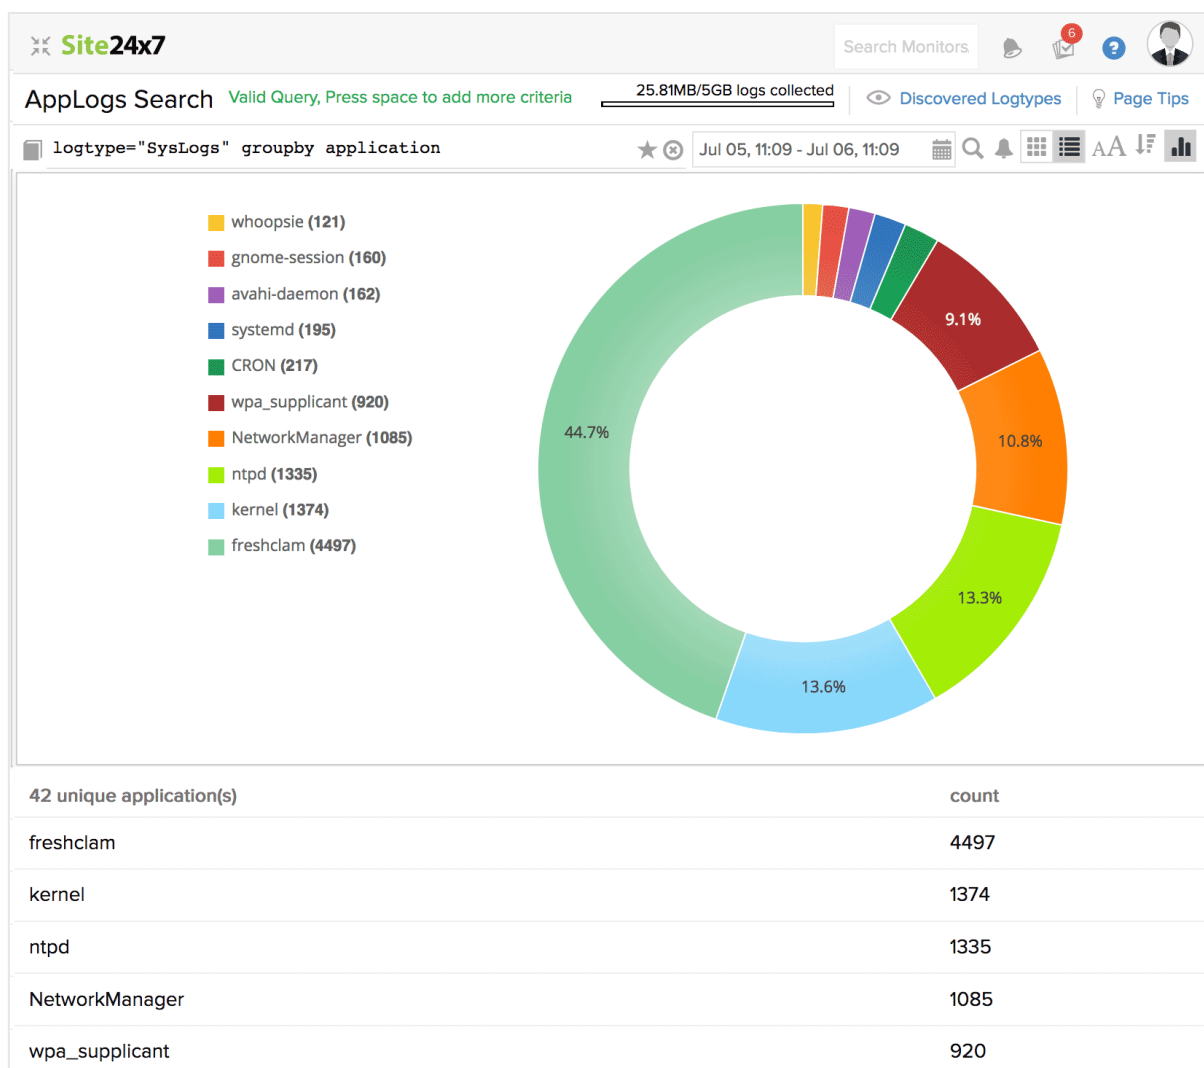 Site24x7
Search Monitors.
6
?
AppLogs Search
Valid Query, Press space to add more criteria
25.81MB/5GB logs collected
Discovered Logtypes
Page Tips
logtype="SysLogs" groupby application
Jul 05, 11:09 - Jul 06, 11:09
AA
whoopsie (121)
gnome-session (160)
avahi-daemon (162)
systemd (195)
CRON (217)
wpa_supplicant (920)
NetworkManager (1085)
ntpd (1335)
kernel (1374)
freshclam (4497)
9.1%
10.8%
13.3%
13.6%
44.7%
42 unique application(s) count
freshclam 4497
kernel 1374
ntpd 1335
NetworkManager 1085
wpa_supplicant 920